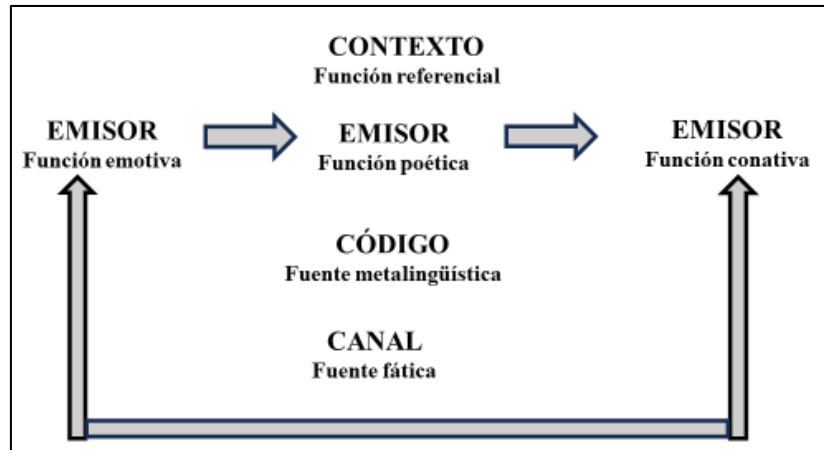 CONTEXTO
Función referencial
EMISOR
Función emotiva
EMISOR
Función poética
EMISOR
Función conativa
CÓDIGO
Fuente metalingüística
CANAL
Fuente fática